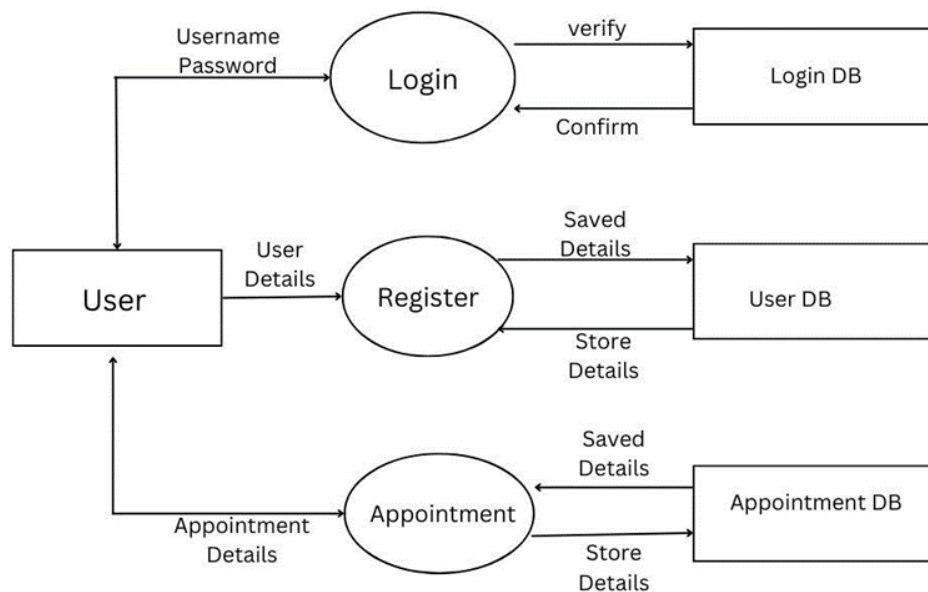 Username
Password
Login
verify
Confirm
Login DB
User
User
Details
Register
Saved
Details
Store
Details
User DB
Appointment
Details
Appointment
Saved
Details
Store
Details
Appointment DB